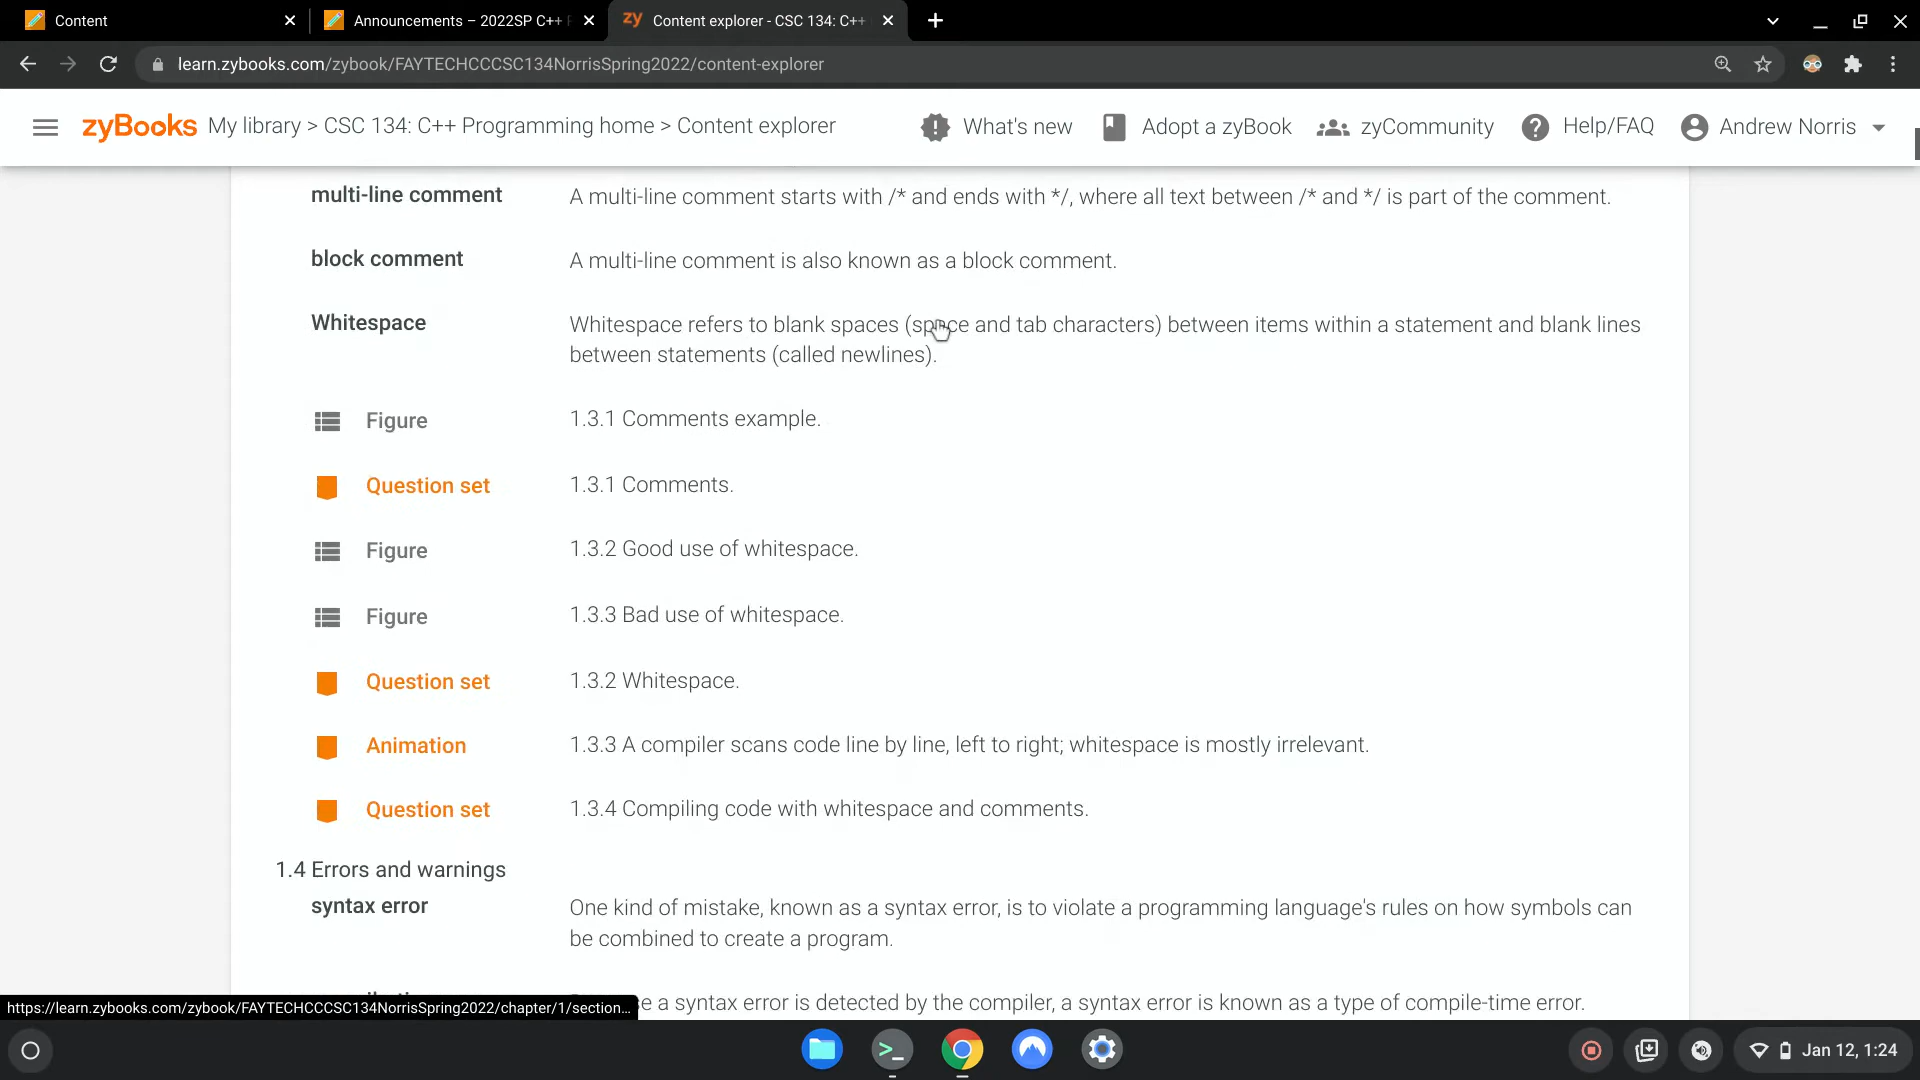 Content
Announcements – 2022SP C++
Content explorer - CSC 134: C++
learn.zybooks.com/zybook/FAYTECHCCCSC134NorrisSpring2022/content-explorer
zyBooks My library > CSC 134: C++ Programming home > Content explorer
What's new
Adopt a zyBook
zyCommunity
Help/FAQ
Andrew Norris
multi-line comment
A multi-line comment starts with /* and ends with */, where all text between /* and */ is part of the comment.
block comment
A multi-line comment is also known as a block comment.
Whitespace
Whitespace refers to blank spaces (space and tab characters) between items within a statement and blank lines
between statements (called newlines).
Figure
1.3.1 Comments example.
Question set
1.3.1 Comments.
Figure
1.3.2 Good use of whitespace.
Figure
1.3.3 Bad use of whitespace.
Question set
1.3.2 Whitespace.
Animation
1.3.3 A compiler scans code line by line, left to right; whitespace is mostly irrelevant.
Question set
1.3.4 Compiling code with whitespace and comments.
1.4 Errors and warnings
syntax error
One kind of mistake, known as a syntax error, is to violate a programming language's rules on how symbols can
be combined to create a program.
a syntax error is detected by the compiler, a syntax error is known as a type of compile-time error.
https://learn.zybooks.com/zybook/FAYTECHCCCSC134NorrisSpring2022/chapter/1/section...
Jan 12, 1:24